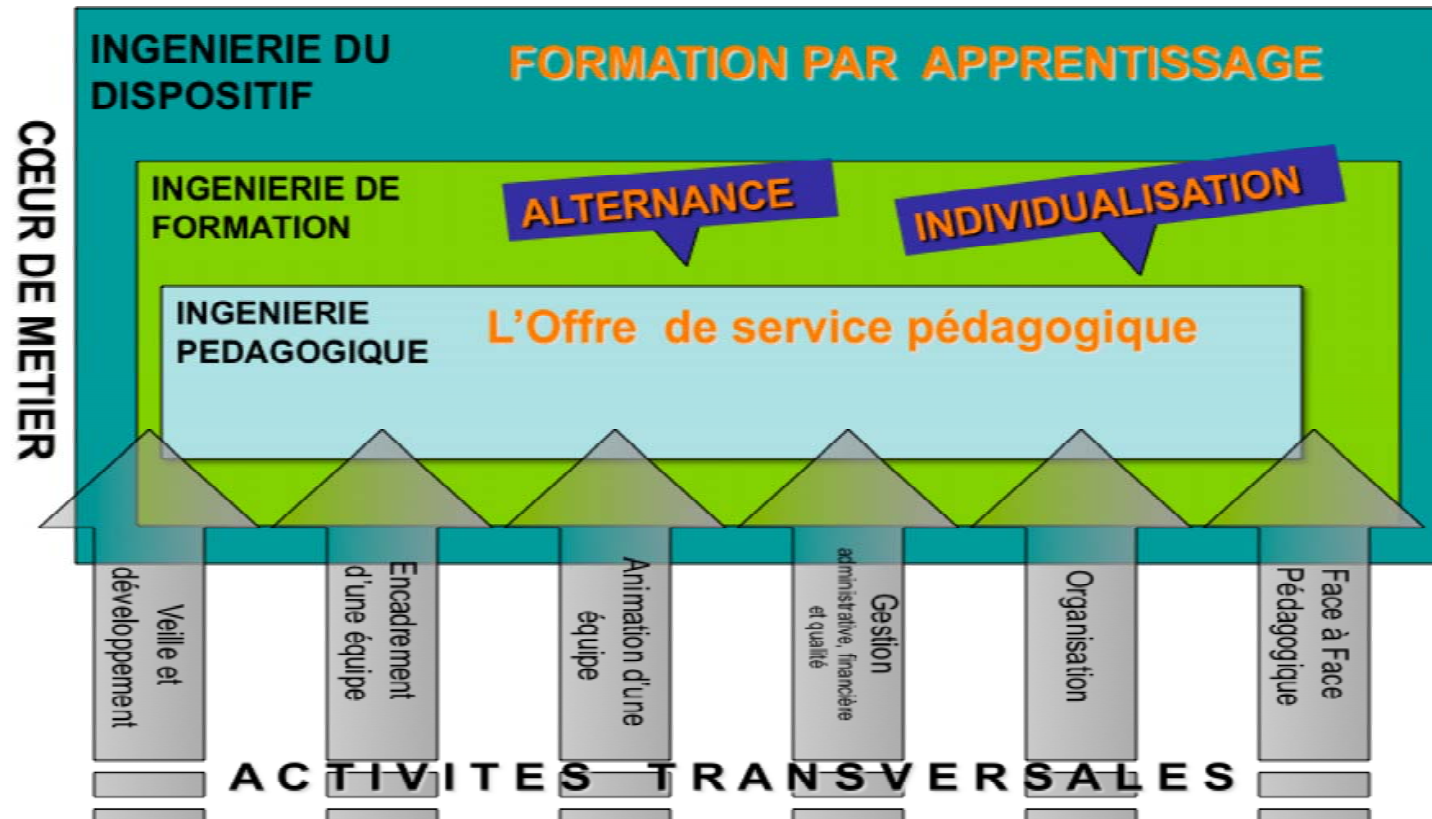 INGENIERIE DU
DISPOSITIF
FORMATION PAR APPRENTISSAGE
CŒUR DE METIER
INGENIERIE DE
FORMATION
ALTERNANCE
INDIVIDUALISATION
INGENIERIE
PEDAGOGIQUE
L'Offre de service pédagogique
Veille et
développement
Encadrement
d'une équipe
Animation d'une
équipe
Gestion
administrative, financière
et qualité
Organisation
Face à Face
Pédagogique
ACTIVITES TRANSVERSALES